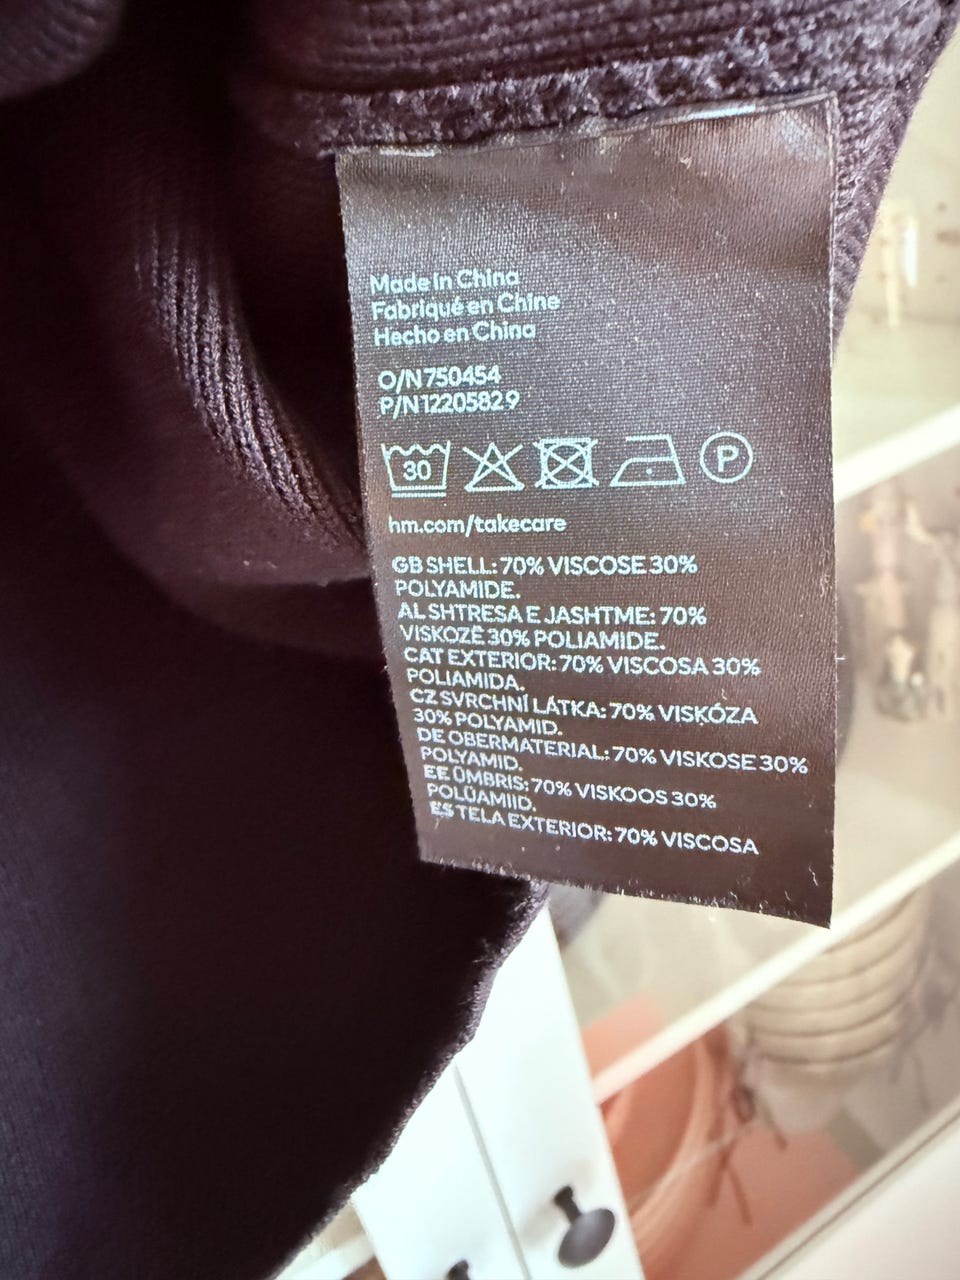 Made in China
Fabriqué en Chine
Hecho en China
O/N 750454
P/N 12205829
30 P
hm.com/takecare
GB SHELL: 70% VISCOSE 30%
POLYAMIDE.
AL SHTRESA E JASHTME: 70%
VISKOZË 30% POLIAMIDE.
CAT EXTERIOR: 70% VISCOSA 30%
POLIAMIDA.
CZ SVRCHNÍ LÁTKA: 70% VISKÓZA
30% POLYAMID.
DE OBERMATERIAL: 70% VISKOSE 30%
POLYAMID.
EE ÜMBRIS: 70% VISKOOS 30%
POLÜAMIID.
ES TELA EXTERIOR: 70% VISCOSA